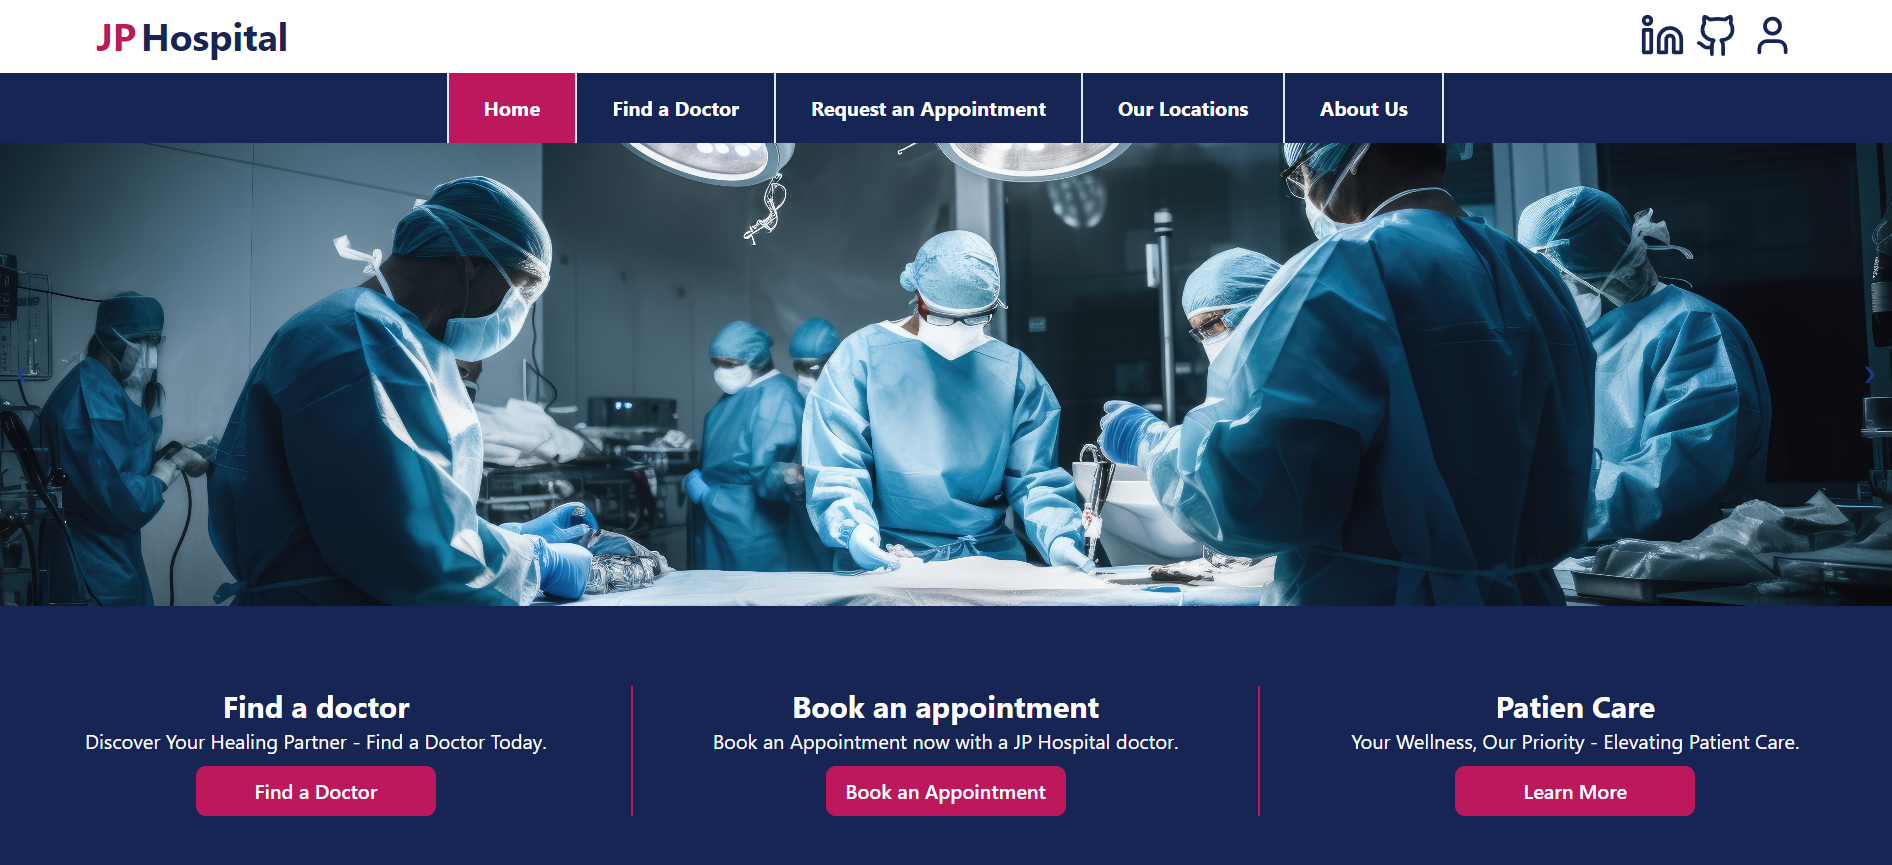 JP Hospital
Home Find a Doctor Request an Appointment Our Locations About Us
Find a doctor
Discover Your Healing Partner - Find a Doctor Today.
Find a Doctor
Book an appointment
Book an Appointment now with a JP Hospital doctor.
Book an Appointment
Patien Care
Your Wellness, Our Priority - Elevating Patient Care.
Learn More